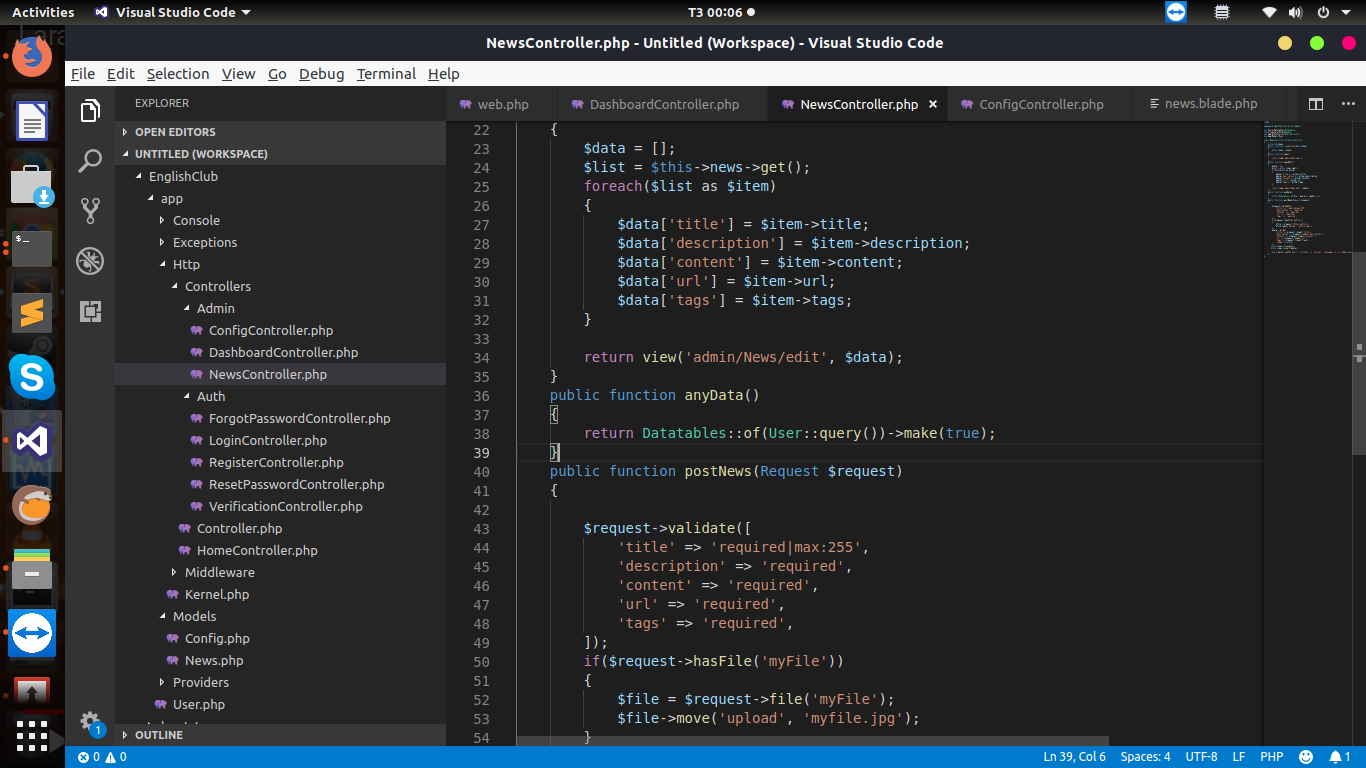 Activities Visual Studio Code T3 00:06
NewsController.php - Untitled (Workspace) - Visual Studio Code
File Edit Selection View Go Debug Terminal Help
EXPLORER
OPEN EDITORS
UNTITLED (WORKSPACE)
EnglishClub
app
Console
Exceptions
Http
Controllers
Admin
ConfigController.php
DashboardController.php
NewsController.php
Auth
ForgotPasswordController.php
LoginController.php
RegisterController.php
ResetPasswordController.php
VerificationController.php
Controller.php
HomeController.php
Middleware
Kernel.php
Models
Config.php
News.php
Providers
User.php
OUTLINE
web.php DashboardController.php NewsController.php × ConfigController.php news.blade.php
22 {
23 $data = [];
24 $list = $this->news->get();
25 foreach($list as $item)
26 {
27 $data['title'] = $item->title;
28 $data['description'] = $item->description;
29 $data['content'] = $item->content;
30 $data['url'] = $item->url;
31 $data['tags'] = $item->tags;
32 }
33
34 return view('admin/News/edit', $data);
35 }
36 public function anyData()
37 {
38 return Datatables::of(User::query())->make(true);
39 }
40 public function postNews(Request $request)
41 {
42
43 $request->validate([
44 'title' => 'required|max:255',
45 'description' => 'required',
46 'content' => 'required',
47 'url' => 'required',
48 'tags' => 'required',
49 ]);
50 if($request->hasFile('myFile'))
51 {
52 $file = $request->file('myFile');
53 $file->move('upload', 'myfile.jpg');
54 }
1
0 0 Ln 39, Col 6 Spaces: 4 UTF-8 LF PHP 1